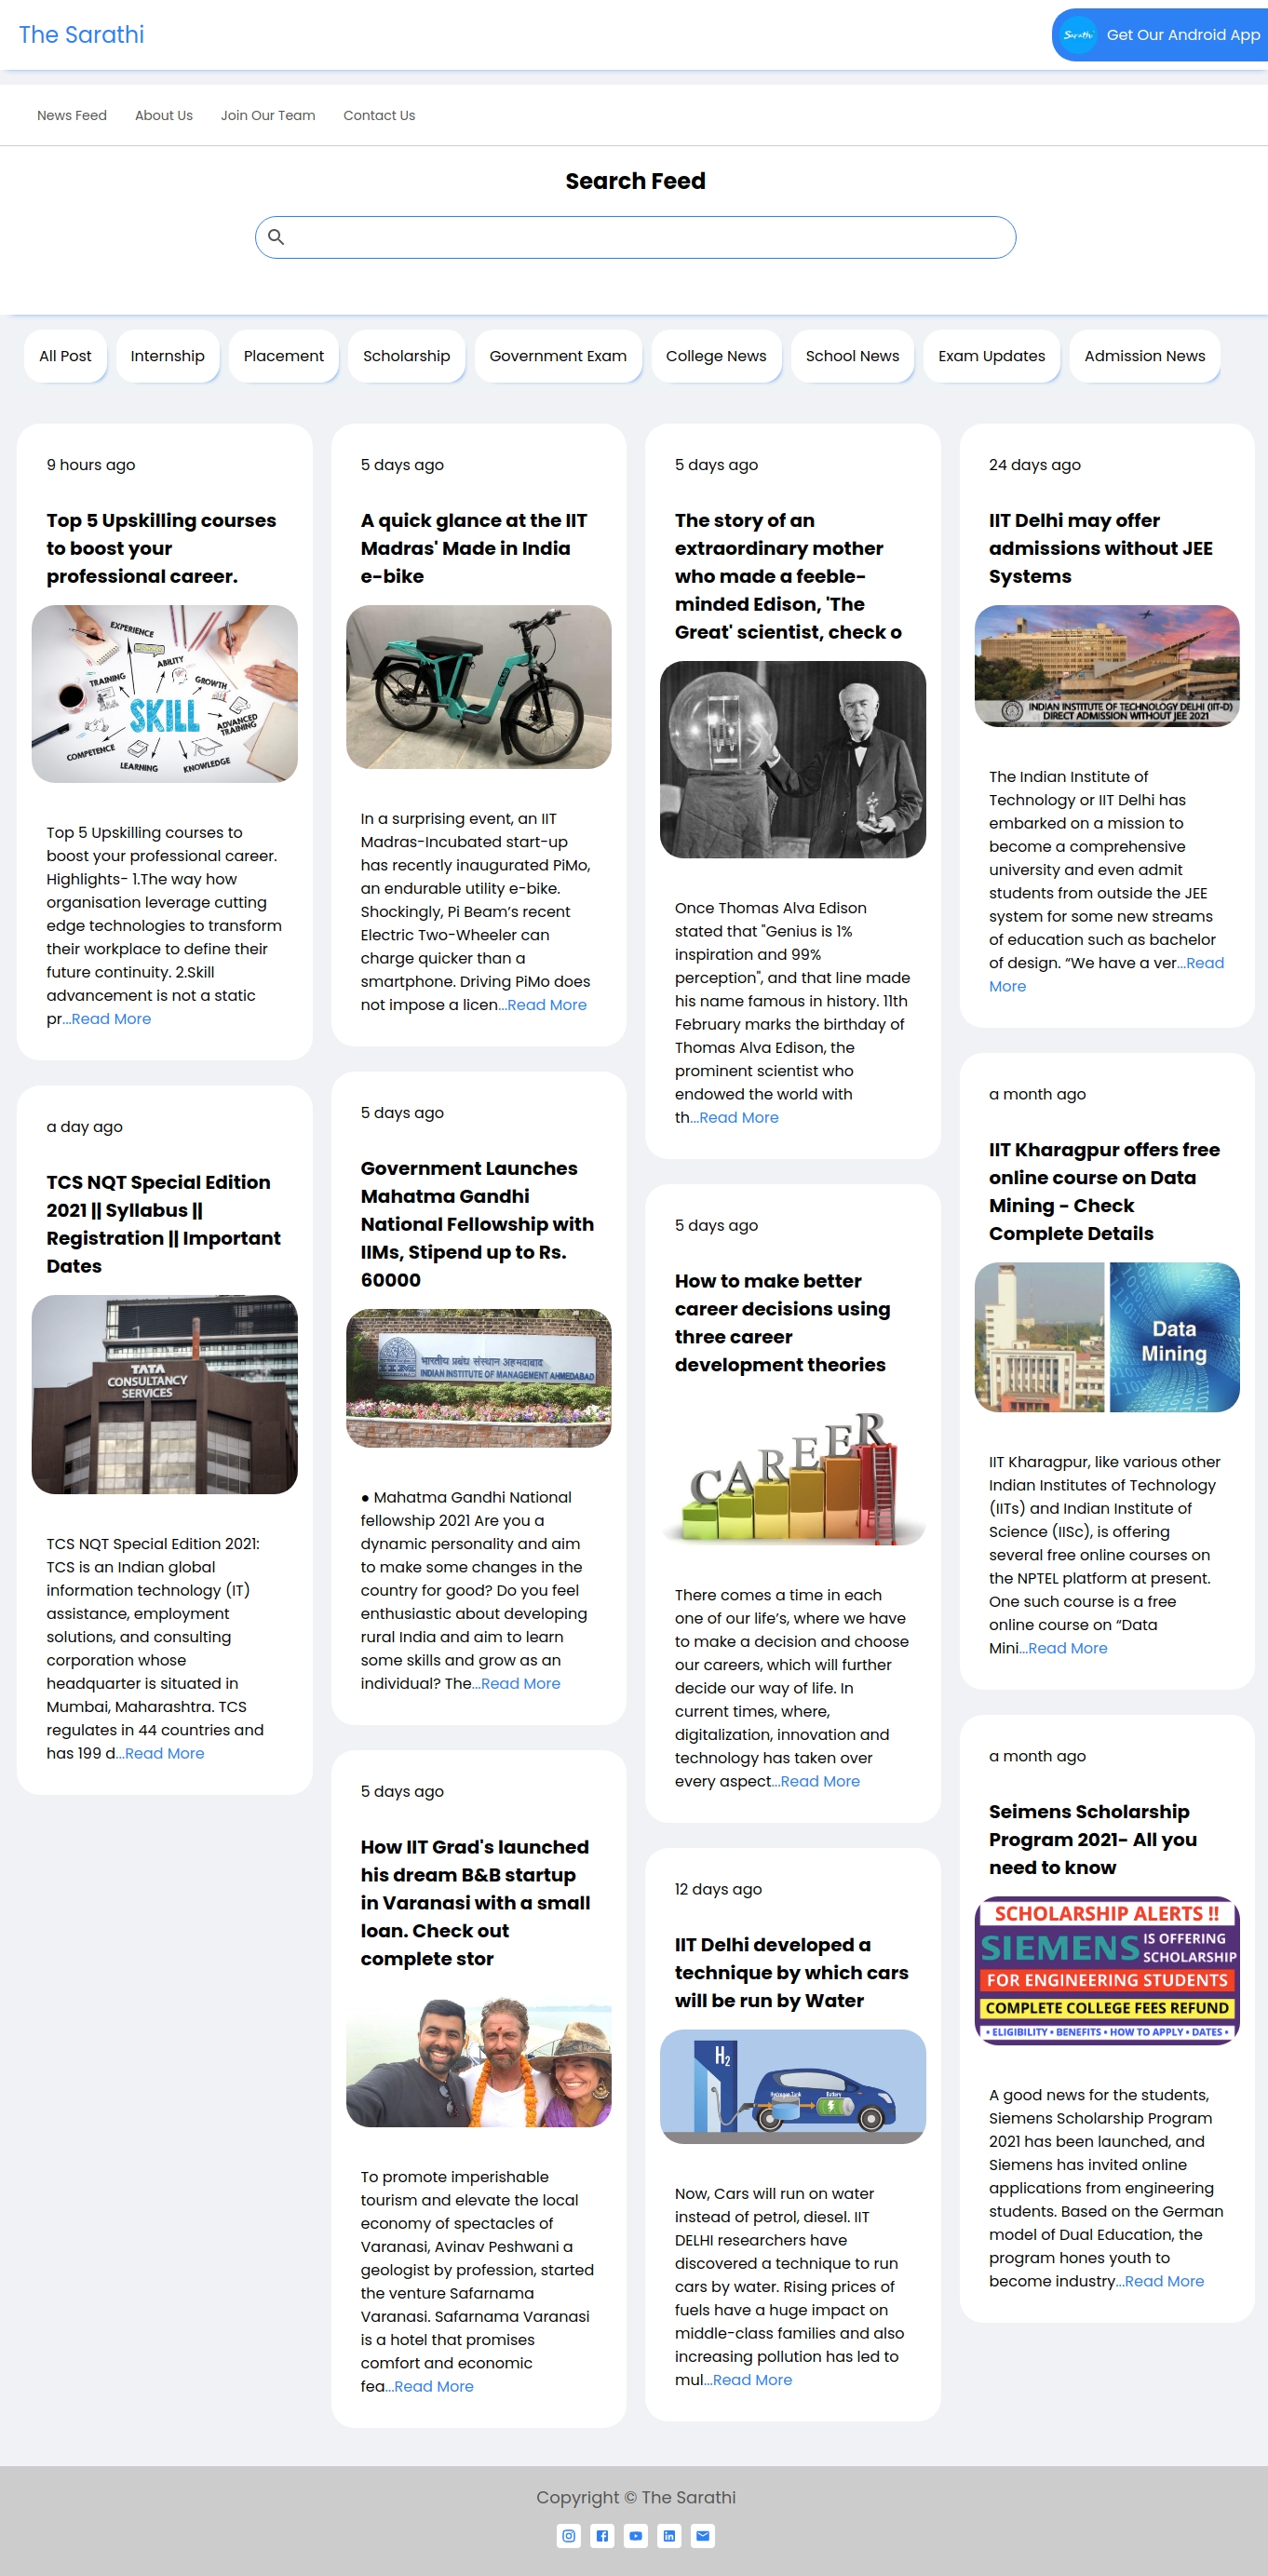 The Sarathi
Sarathi
Get Our Android App
News Feed
About Us
Join Our Team
Contact Us
Search Feed
All Post
Internship
Placement
Scholarship
Government Exam
College News
School News
Exam Updates
Admission News
9 hours ago
Top 5 Upskilling courses
to boost your
professional career.
EXPERIENCE
ABILITY
TRAINING
GROWTH
SKILL
ADVANCED
TRAINING
COMPETENCE
LEARNING
KNOWLEDGE
Top 5 Upskilling courses to
boost your professional career.
Highlights- 1.The way how
organisation leverage cutting
edge technologies to transform
their workplace to define their
future continuity. 2.Skill
advancement is not a static
pr...Read More
a day ago
TCS NQT Special Edition
2021 || Syllabus ||
Registration || Important
Dates
TATA
CONSULTANCY
SERVICES
TCS NQT Special Edition 2021:
TCS is an Indian global
information technology (IT)
assistance, employment
solutions, and consulting
corporation whose
headquarter is situated in
Mumbai, Maharashtra. TCS
regulates in 44 countries and
has 199 d...Read More
5 days ago
A quick glance at the IIT
Madras' Made in India
e-bike
In a surprising event, an IIT
Madras-Incubated start-up
has recently inaugurated PiMo,
an endurable utility e-bike.
Shockingly, Pi Beam’s recent
Electric Two-Wheeler can
charge quicker than a
smartphone. Driving PiMo does
not impose a licen...Read More
5 days ago
Government Launches
Mahatma Gandhi
National Fellowship with
IIMs, Stipend up to Rs.
60000
भारतीय प्रबंध संस्थान अहमदाबाद
INDIAN INSTITUTE OF MANAGEMENT AHMEDABAD
● Mahatma Gandhi National
fellowship 2021 Are you a
dynamic personality and aim
to make some changes in the
country for good? Do you feel
enthusiastic about developing
rural India and aim to learn
some skills and grow as an
individual? The...Read More
5 days ago
How IIT Grad's launched
his dream B&B startup
in Varanasi with a small
loan. Check out
complete stor
To promote imperishable
tourism and elevate the local
economy of spectacles of
Varanasi, Avinav Peshwani a
geologist by profession, started
the venture Safarnama
Varanasi. Safarnama Varanasi
is a hotel that promises
comfort and economic
fea...Read More
5 days ago
The story of an
extraordinary mother
who made a feeble-
minded Edison, 'The
Great' scientist, check o
Once Thomas Alva Edison
stated that "Genius is 1%
inspiration and 99%
perception", and that line made
his name famous in history. 11th
February marks the birthday of
Thomas Alva Edison, the
prominent scientist who
endowed the world with
th...Read More
5 days ago
How to make better
career decisions using
three career
development theories
CAREER
There comes a time in each
one of our life’s, where we have
to make a decision and choose
our careers, which will further
decide our way of life. In
current times, where,
digitalization, innovation and
technology has taken over
every aspect...Read More
12 days ago
IIT Delhi developed a
technique by which cars
will be run by Water
H2
Hydrogen Tank
Battery
Now, Cars will run on water
instead of petrol, diesel. IIT
DELHI researchers have
discovered a technique to run
cars by water. Rising prices of
fuels have a huge impact on
middle-class families and also
increasing pollution has led to
mul...Read More
24 days ago
IIT Delhi may offer
admissions without JEE
Systems
INDIAN INSTITUTE OF TECHNOLOGY DELHI (IIT-D)
DIRECT ADMISSION WITHOUT JEE 2021
The Indian Institute of
Technology or IIT Delhi has
embarked on a mission to
become a comprehensive
university and even admit
students from outside the JEE
system for some new streams
of education such as bachelor
of design. “We have a ver...Read
More
a month ago
IIT Kharagpur offers free
online course on Data
Mining - Check
Complete Details
Data
Mining
IIT Kharagpur, like various other
Indian Institutes of Technology
(IITs) and Indian Institute of
Science (IISc), is offering
several free online courses on
the NPTEL platform at present.
One such course is a free
online course on “Data
Mini...Read More
a month ago
Seimens Scholarship
Program 2021- All you
need to know
SCHOLARSHIP ALERTS !!
SIEMENS IS OFFERING
SCHOLARSHIP
FOR ENGINEERING STUDENTS
COMPLETE COLLEGE FEES REFUND
• ELIGIBILITY • BENEFITS • HOW TO APPLY • DATES •
A good news for the students,
Siemens Scholarship Program
2021 has been launched, and
Siemens has invited online
applications from engineering
students. Based on the German
model of Dual Education, the
program hones youth to
become industry...Read More
Copyright © The Sarathi